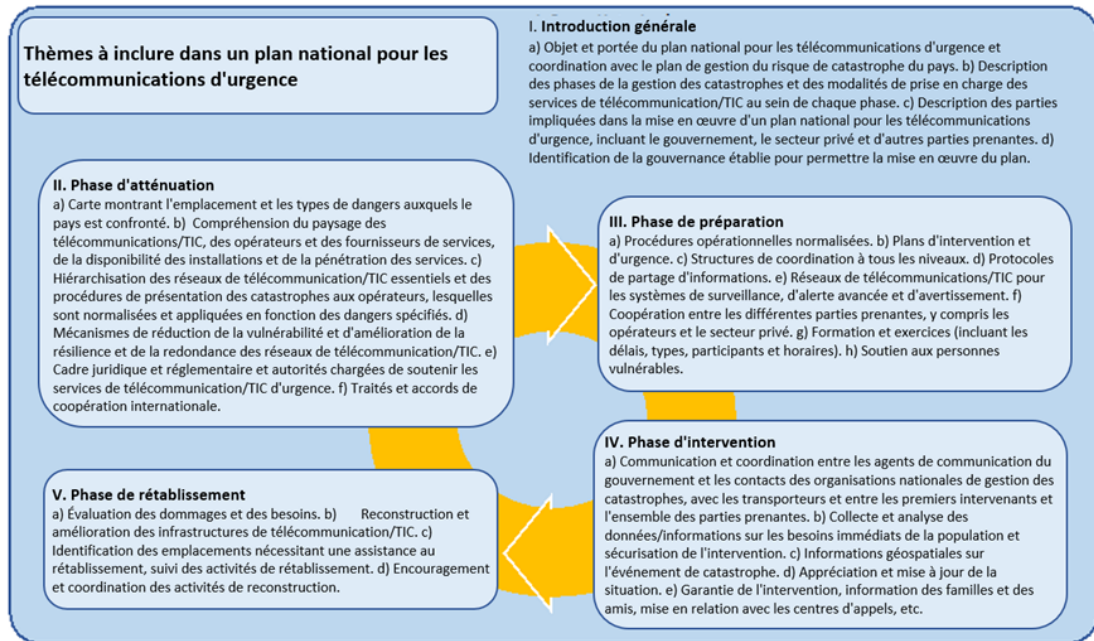 Thèmes à inclure dans un plan national pour les
télécommunications d'urgence
I. Introduction générale
a) Objet et portée du plan national pour les télécommunications d'urgence et
coordination avec le plan de gestion du risque de catastrophe du pays. b) Description
des phases de la gestion des catastrophes et des modalités de prise en charge des
services de télécommunication/TIC au sein de chaque phase. c) Description des parties
impliquées dans la mise en œuvre d'un plan national pour les télécommunications
d'urgence, incluant le gouvernement, le secteur privé et d'autres parties prenantes. d)
Identification de la gouvernance établie pour permettre la mise en œuvre du plan.
II. Phase d'atténuation
a) Carte montrant l'emplacement et les types de dangers auxquels le
pays est confronté. b) Compréhension du paysage des
télécommunications/TIC, des opérateurs et des fournisseurs de services,
de la disponibilité des installations et de la pénétration des services. c)
Hiérarchisation des réseaux de télécommunication/TIC essentiels et des
procédures de présentation des catastrophes aux opérateurs, lesquelles
sont normalisées et appliquées en fonction des dangers spécifiés. d)
Mécanismes de réduction de la vulnérabilité et d'amélioration de la
résilience et de la redondance des réseaux de télécommunication/TIC. e)
Cadre juridique et réglementaire et autorités chargées de soutenir les
services de télécommunication/TIC d'urgence. f) Traités et accords de
coopération internationale.
III. Phase de préparation
a) Procédures opérationnelles normalisées. b) Plans d'intervention et
d'urgence. c) Structures de coordination à tous les niveaux. d) Protocoles
de partage d'informations. e) Réseaux de télécommunications/TIC pour
les systèmes de surveillance, d'alerte avancée et d'avertissement. f)
Coopération entre les différentes parties prenantes, y compris les
opérateurs et le secteur privé. g) Formation et exercices (incluant les
délais, types, participants et horaires). h) Soutien aux personnes
vulnérables.
IV. Phase d'intervention
a) Communication et coordination entre les agents de communication du
gouvernement et les contacts des organisations nationales de gestion des
catastrophes, avec les transporteurs et entre les premiers intervenants et
l'ensemble des parties prenantes. b) Collecte et analyse des
données/informations sur les besoins immédiats de la population et
sécurisation de l'intervention. c) Informations géospatiales sur
l'événement de catastrophe. d) Appréciation et mise à jour de la
situation. e) Garantie de l'intervention, information des familles et des
amis, mise en relation avec les centres d'appels, etc.
V. Phase de rétablissement
a) Évaluation des dommages et des besoins. b) Reconstruction et
amélioration des infrastructures de télécommunication/TIC. c)
Identification des emplacements nécessitant une assistance au
rétablissement, suivi des activités de rétablissement. d) Encouragement
et coordination des activités de reconstruction.